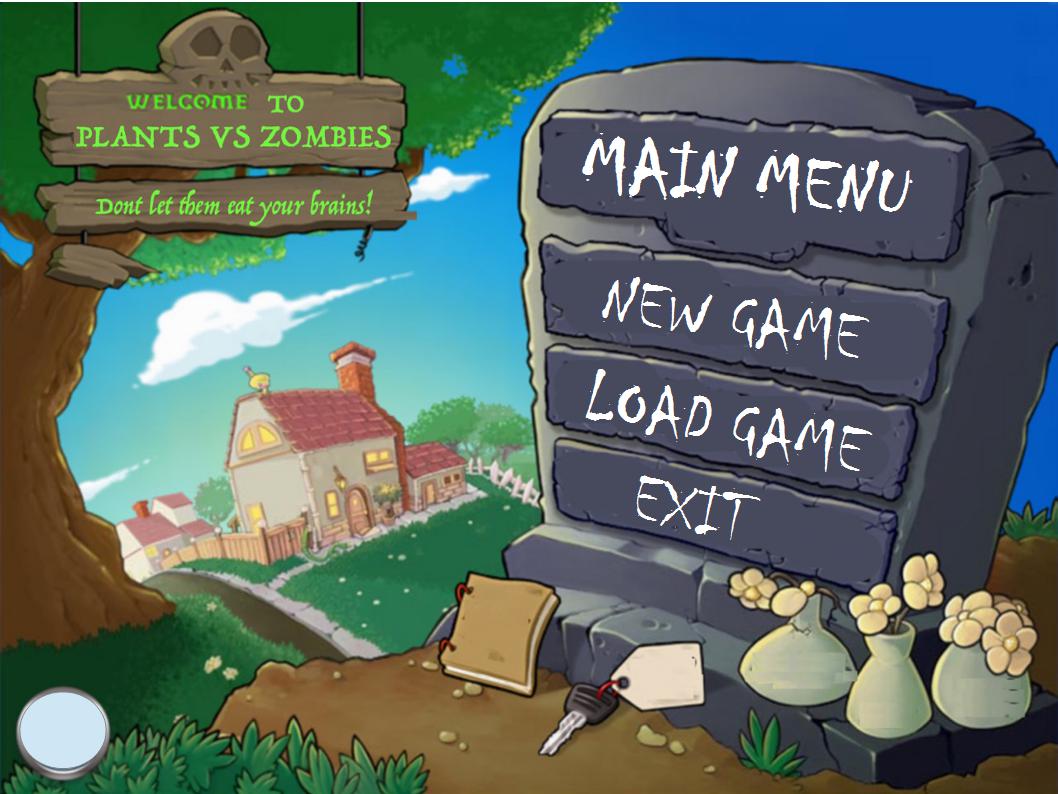 WELCOME TO
PLANTS VS ZOMBIES
Dont let them eat your brains!
MAIN MENU
NEW GAME
LOAD GAME
EXIT